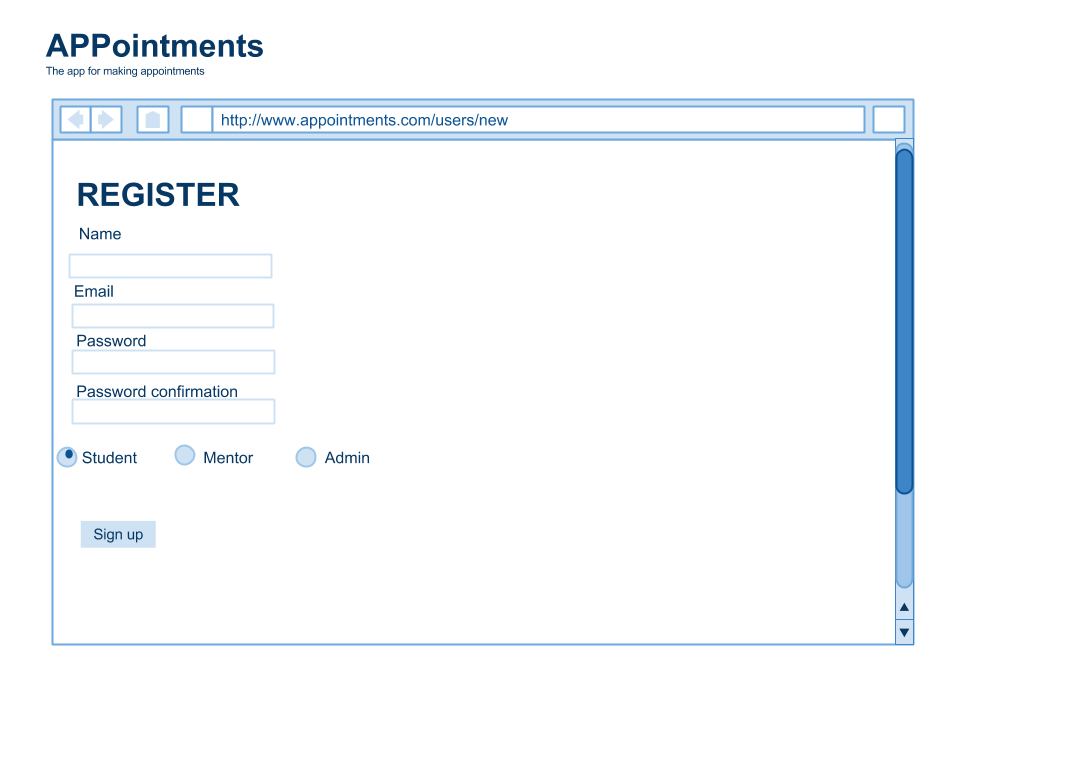 APPointments
The app for making appointments
http://www.appointments.com/users/new
REGISTER
Name
Email
Password
Password confirmation
Student Mentor Admin
Sign up